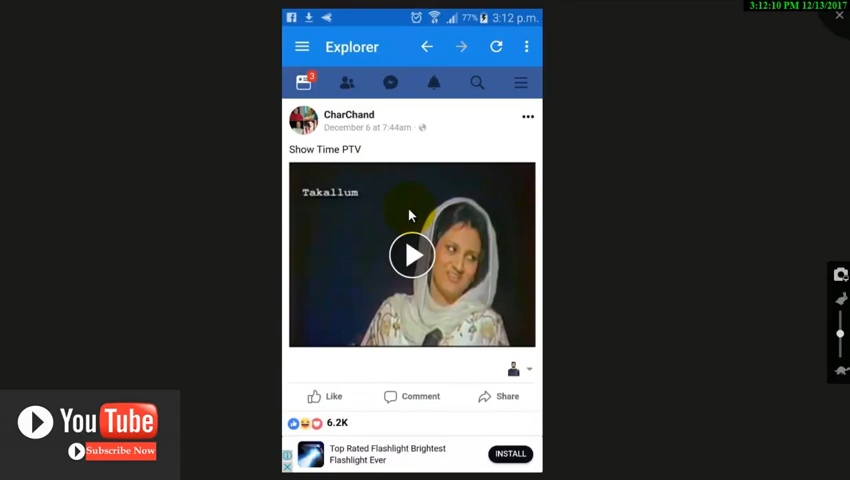 3:12:10 PM 12/13/2017
77% 3:12 p.m.
Explorer
3
CharChand
December 6 at 7:44am
Show Time PTV
Takallum
Like
Comment
Share
6.2K
Top Rated Flashlight Brightest
Flashlight Ever
INSTALL
YouTube
Subscribe Now